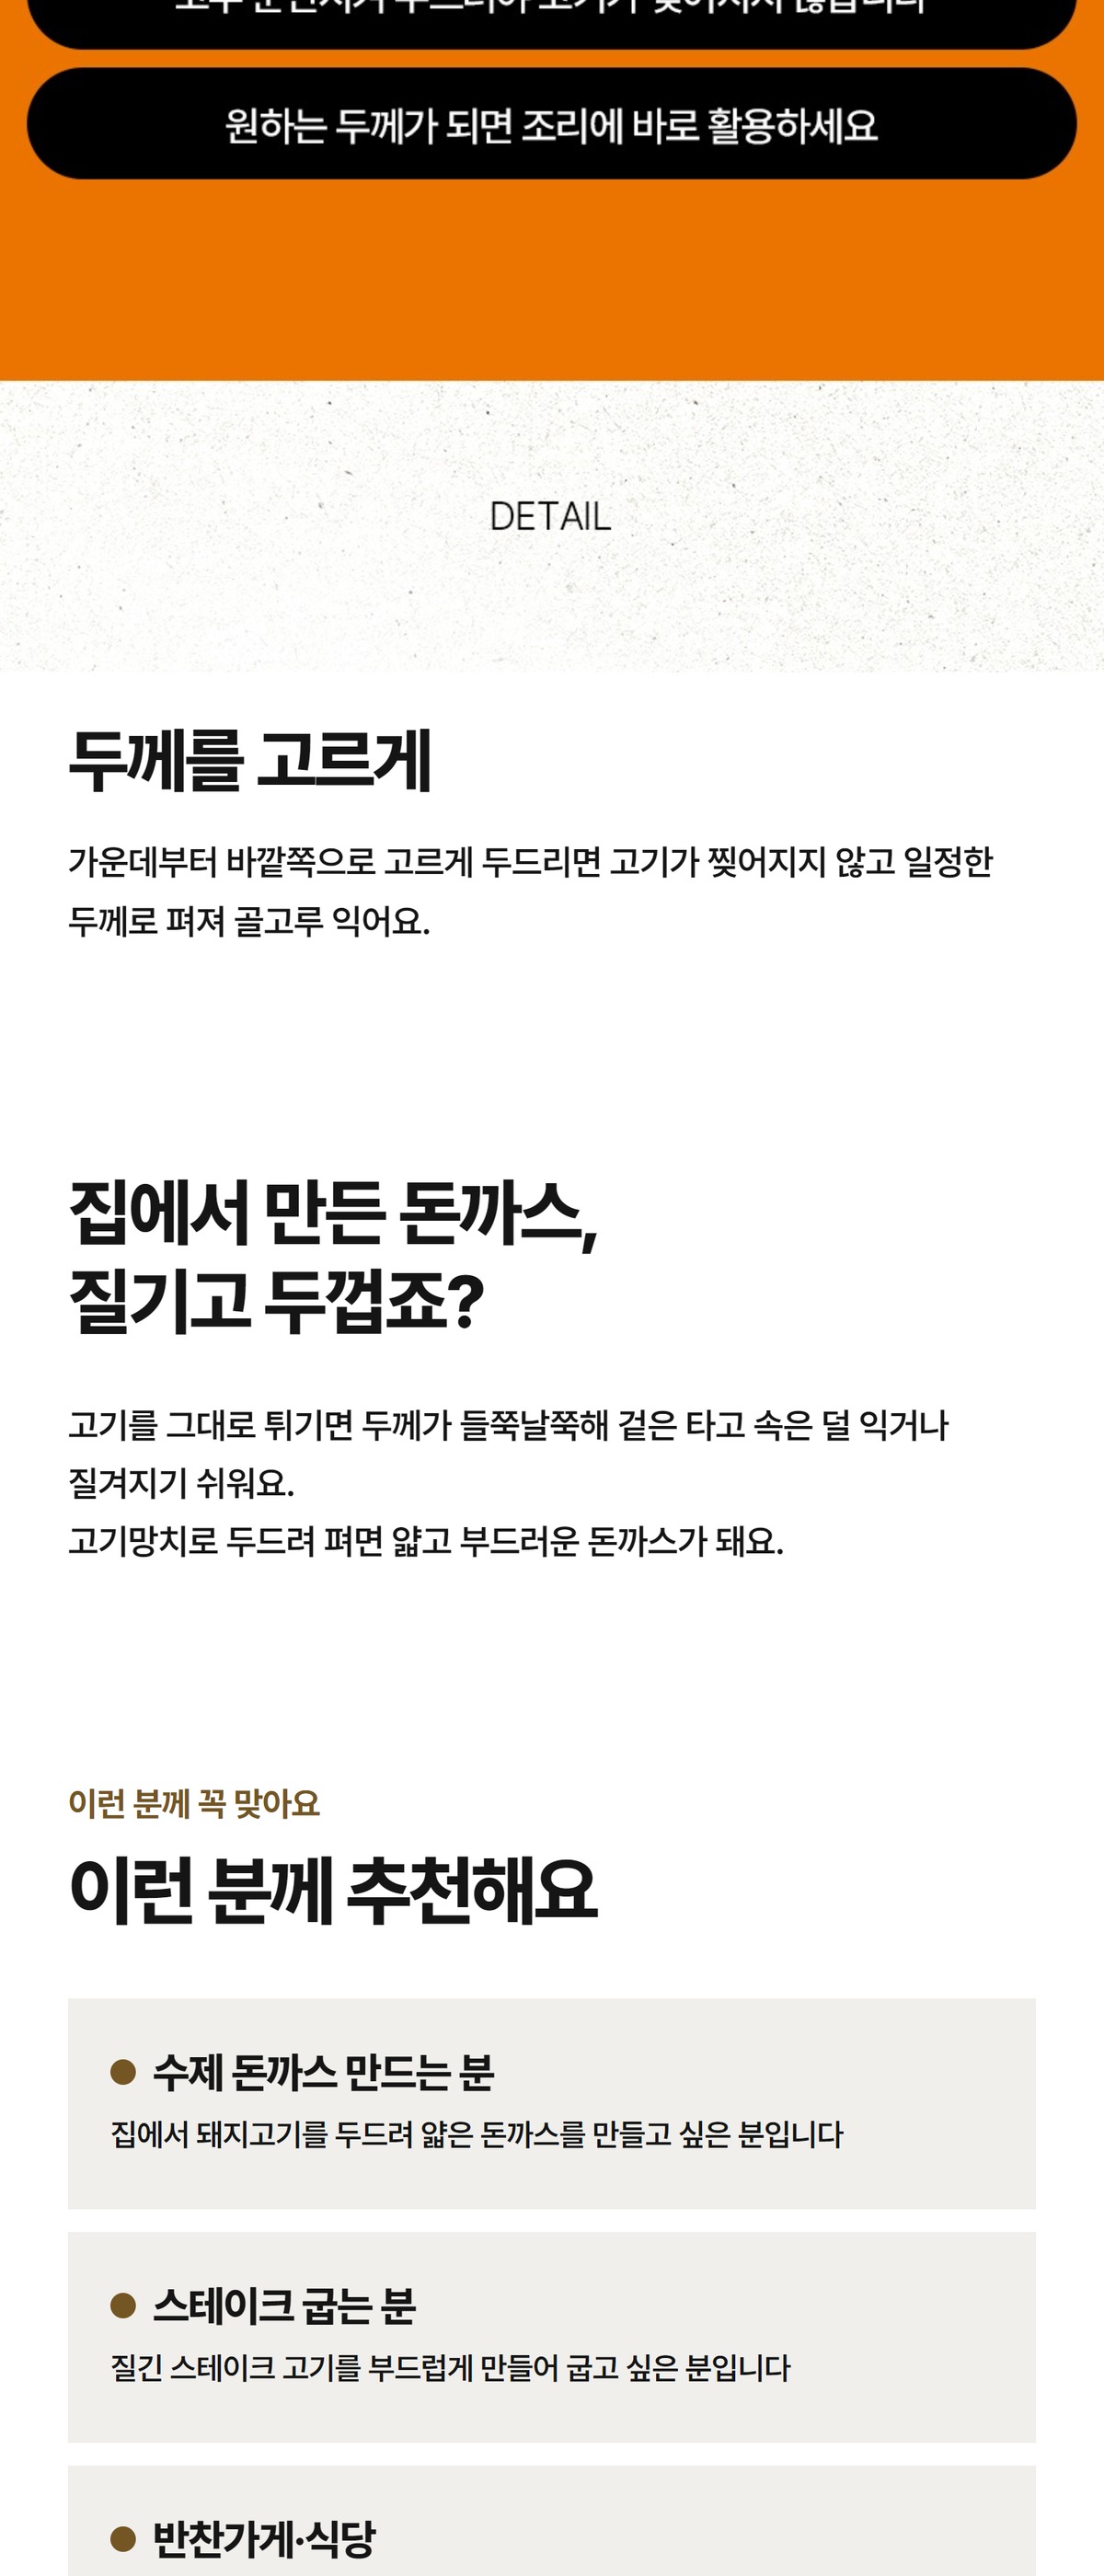 원하는 두께가 되면 조리에 바로 활용하세요
DETAIL
두께를 고르게
가운데부터 바깥쪽으로 고르게 두드리면 고기가 찢어지지 않고 일정한
두께로 펴져 골고루 익어요.
집에서 만든 돈까스,
질기고 두껍죠?
고기를 그대로 튀기면 두께가 들쭉날쭉해 겉은 타고 속은 덜 익거나
질겨지기 쉬워요.
고기망치로 두드려 펴면 얇고 부드러운 돈까스가 돼요.
이런 분께 꼭 맞아요
이런 분께 추천해요
수제 돈까스 만드는 분
집에서 돼지고기를 두드려 얇은 돈까스를 만들고 싶은 분입니다
스테이크 굽는 분
질긴 스테이크 고기를 부드럽게 만들어 굽고 싶은 분입니다
반찬가게·식당